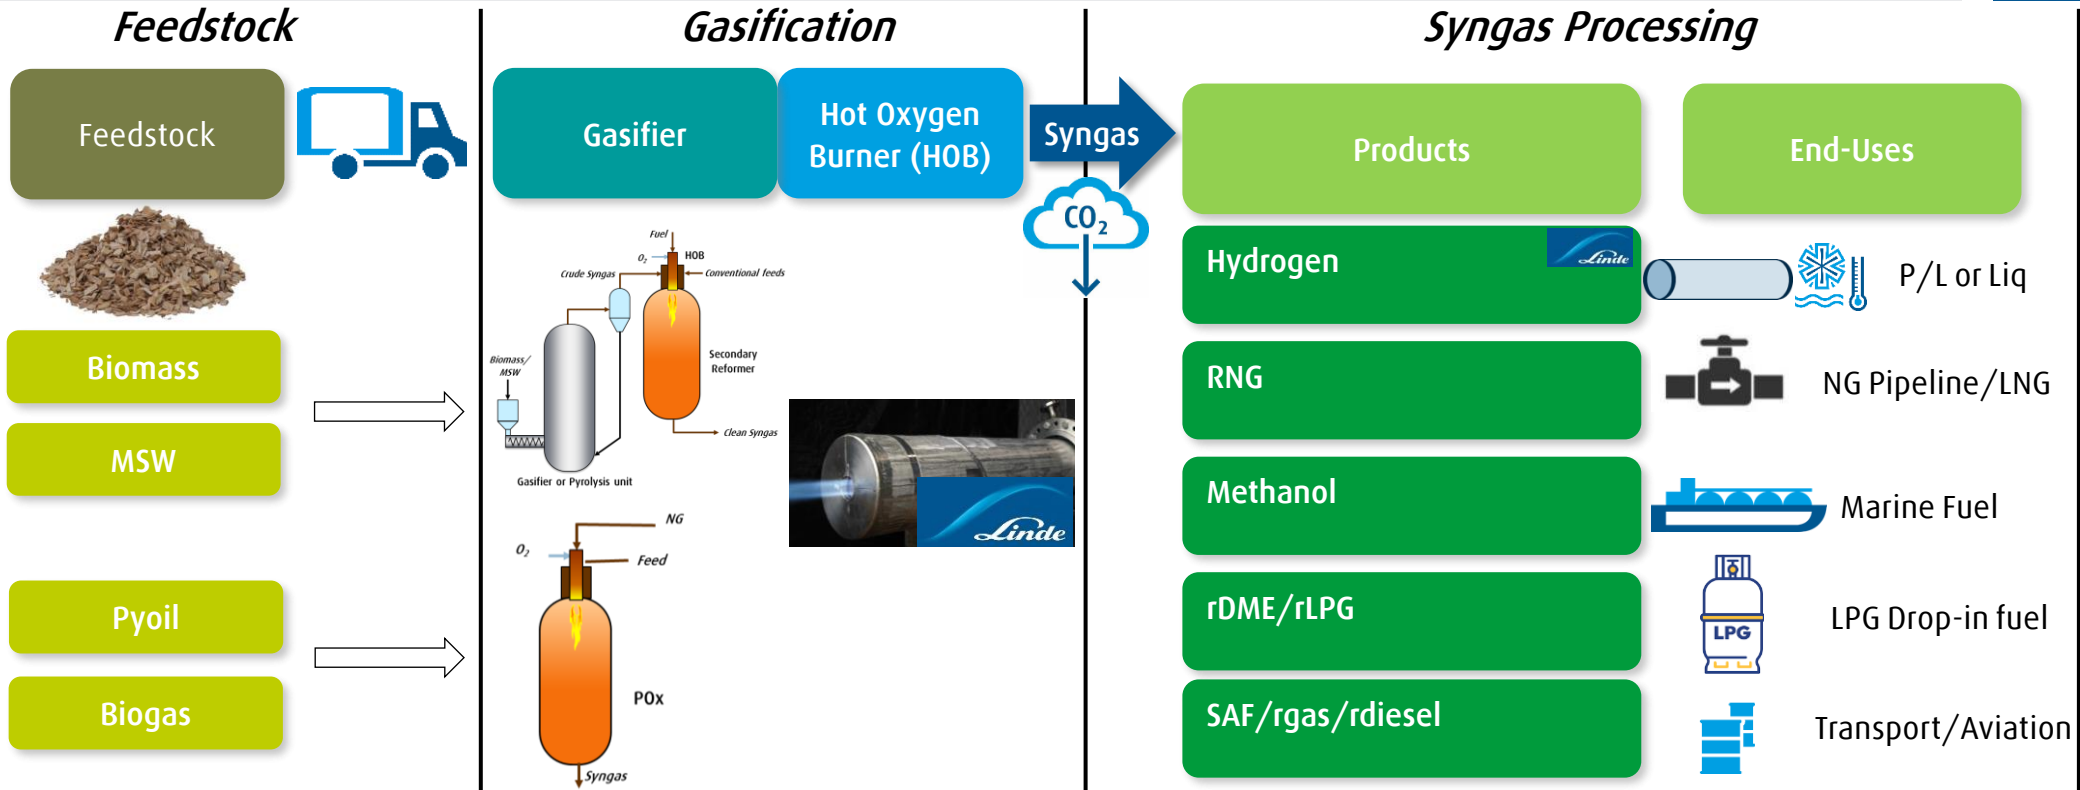 Feedstock
Gasification
Syngas Processing
Feedstock
Gasifier
Hot Oxygen
Burner (HOB)
Syngas
CO₂
Products
End-Uses
Biomass
MSW
Pyoil
Biogas
Fuel
O₂
HOB
Crude Syngas
Conventional feeds
Biomass/
MSW
Secondary
Reformer
Clean Syngas
Gasifier or Pyrolysis unit
Linde
NG
O₂
Feed
POx
Syngas
Hydrogen
Linde
P/L or Liq
RNG
NG Pipeline/LNG
Methanol
Marine Fuel
rDME/rLPG
LPG
LPG Drop-in fuel
SAF/rgas/rdiesel
Transport/Aviation